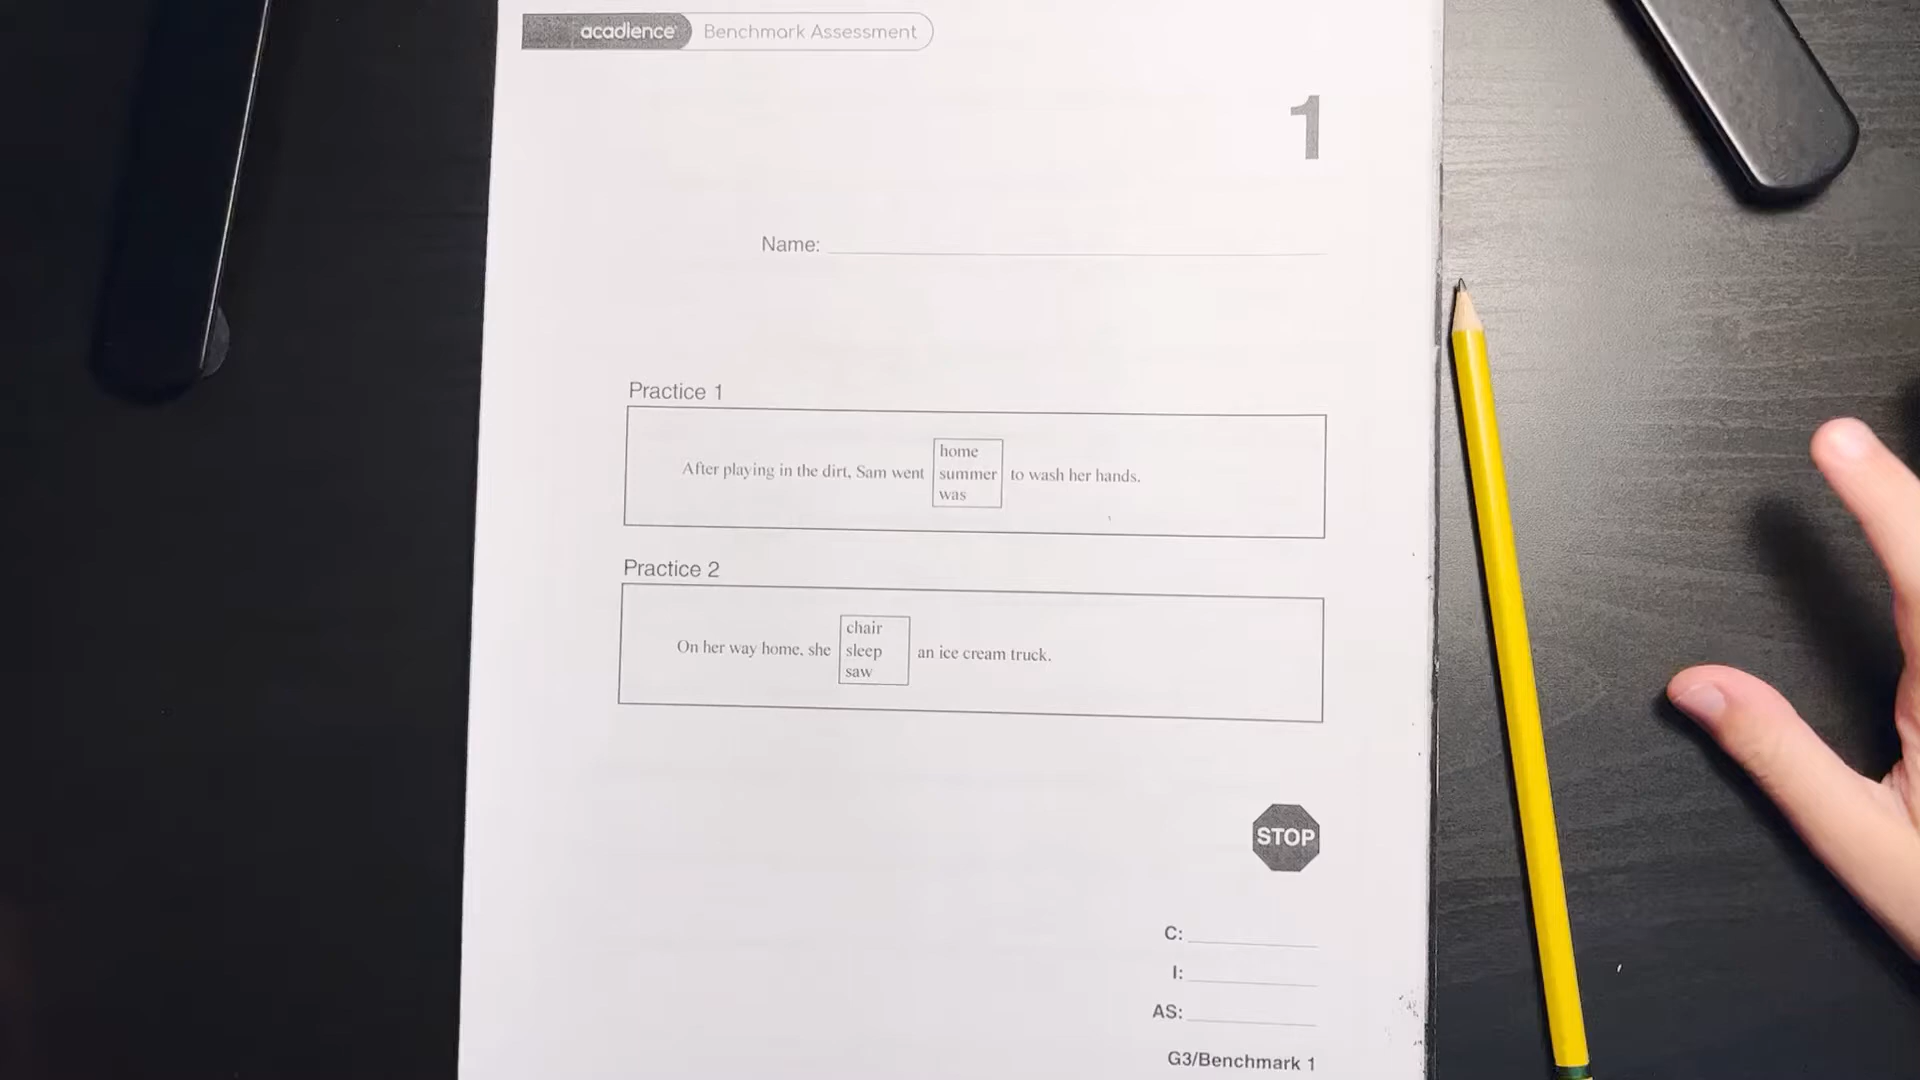 acadience® Benchmark Assessment
1
Name:
Practice 1
After playing in the dirt, Sam went home to wash her hands.
summer
was
Practice 2
On her way home, she chair an ice cream truck.
sleep
saw
STOP
C:
I:
AS:
G3/Benchmark 1